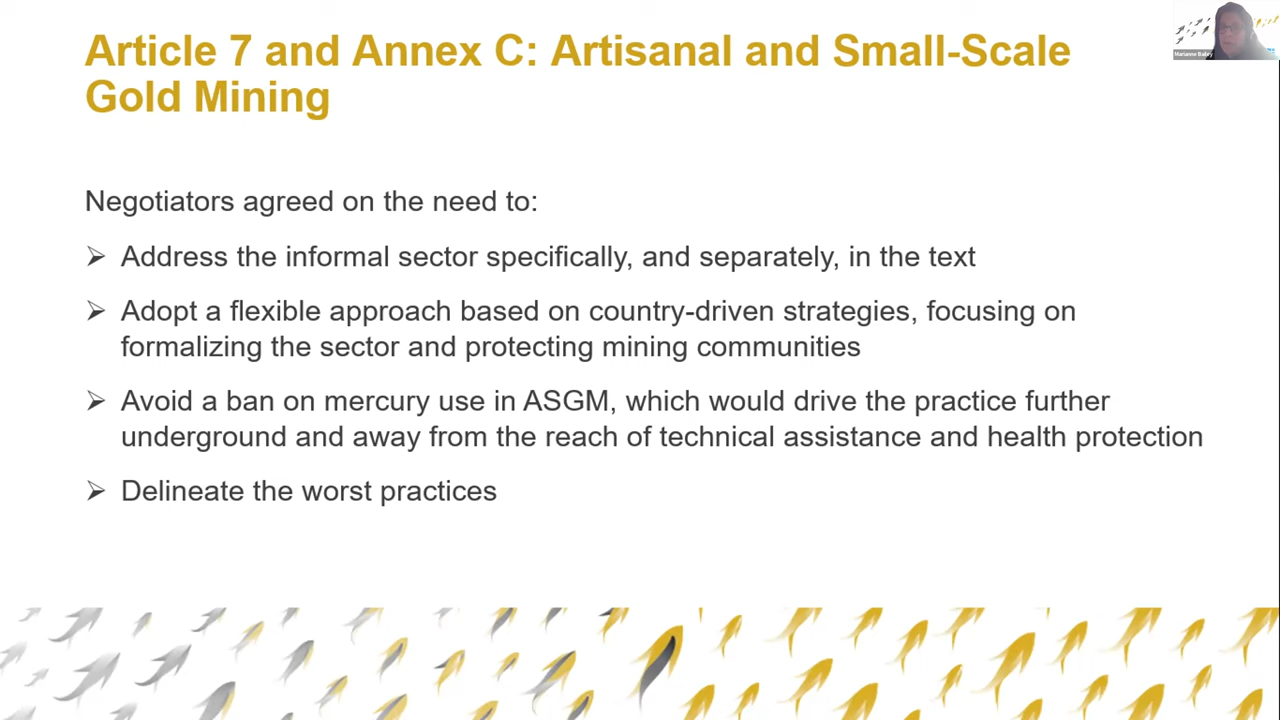 Article 7 and Annex C: Artisanal and Small-Scale
Gold Mining
Negotiators agreed on the need to:
➢ Address the informal sector specifically, and separately, in the text
➢ Adopt a flexible approach based on country-driven strategies, focusing on
formalizing the sector and protecting mining communities
➢ Avoid a ban on mercury use in ASGM, which would drive the practice further
underground and away from the reach of technical assistance and health protection
➢ Delineate the worst practices
Marianne Bailey